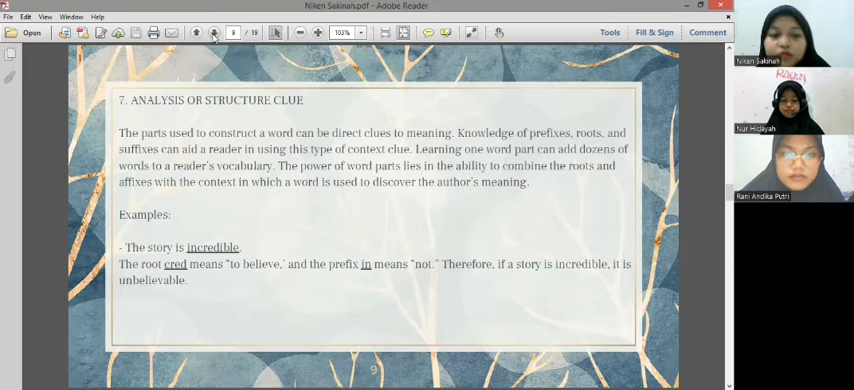 Niken Sakinah.pdf - Adobe Reader
File Edit View Window Help
Open 9 / 19 103% Tools Fill & Sign Comment
7. ANALYSIS OR STRUCTURE CLUE
The parts used to construct a word can be direct clues to meaning. Knowledge of prefixes, roots, and
suffixes can aid a reader in using this type of context clue. Learning one word part can add dozens of
words to a reader's vocabulary. The power of word parts lies in the ability to combine the roots and
affixes with the context in which a word is used to discover the author's meaning.
Examples:
- The story is incredible.
The root cred means "to believe,' and the prefix in means "not." Therefore, if a story is incredible, it is
unbelievable.
9
Niken Sakinah
Nur Hidayah
Rani Andika Putri